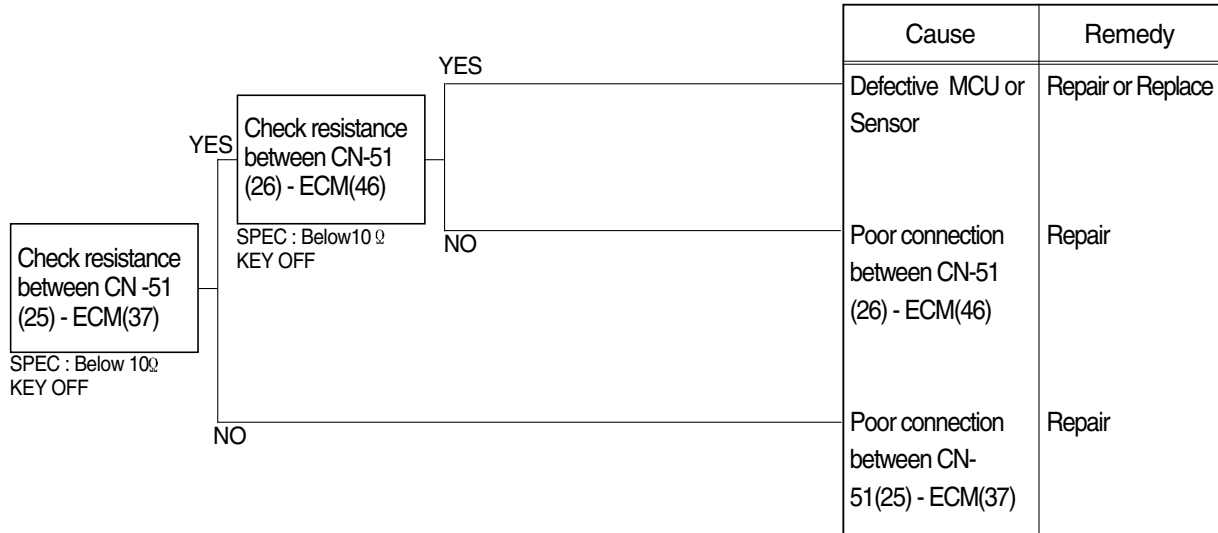 Cause
Remedy
YES
Defective MCU or
Sensor
Repair or Replace
YES
Check resistance
between CN-51
(26) - ECM(46)
SPEC : Below10 Ω
KEY OFF
NO
Poor connection
between CN-51
(26) - ECM(46)
Repair
Check resistance
between CN -51
(25) - ECM(37)
SPEC : Below 10Ω
KEY OFF
NO
Poor connection
between CN-
51(25) - ECM(37)
Repair